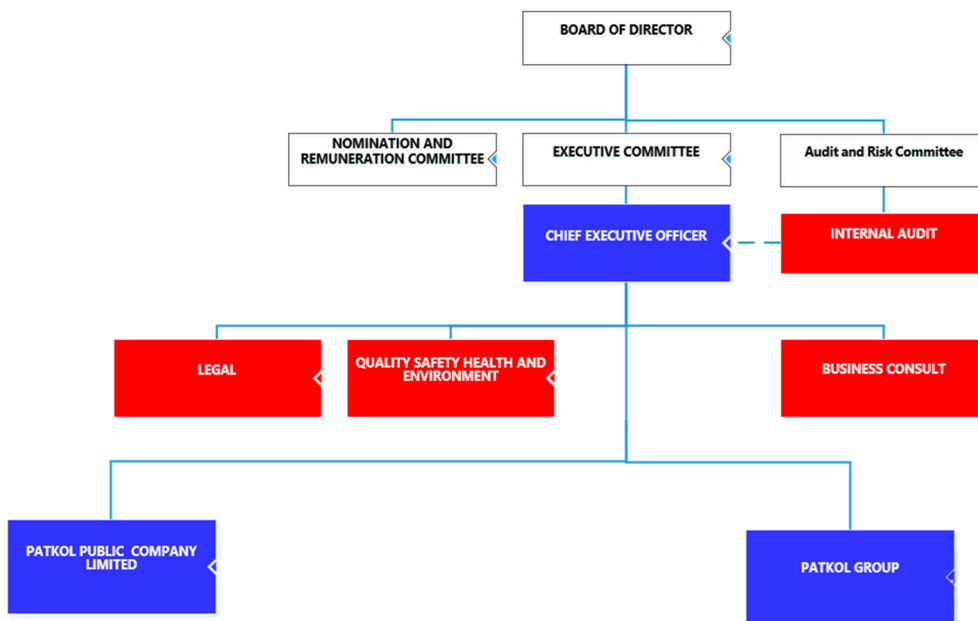 BOARD OF DIRECTOR
NOMINATION AND
REMUNERATION COMMITTEE
EXECUTIVE COMMITTEE
Audit and Risk Committee
CHIEF EXECUTIVE OFFICER
INTERNAL AUDIT
LEGAL
QUALITY SAFETY HEALTH AND
ENVIRONMENT
BUSINESS CONSULT
PATKOL PUBLIC COMPANY
LIMITED
PATKOL GROUP